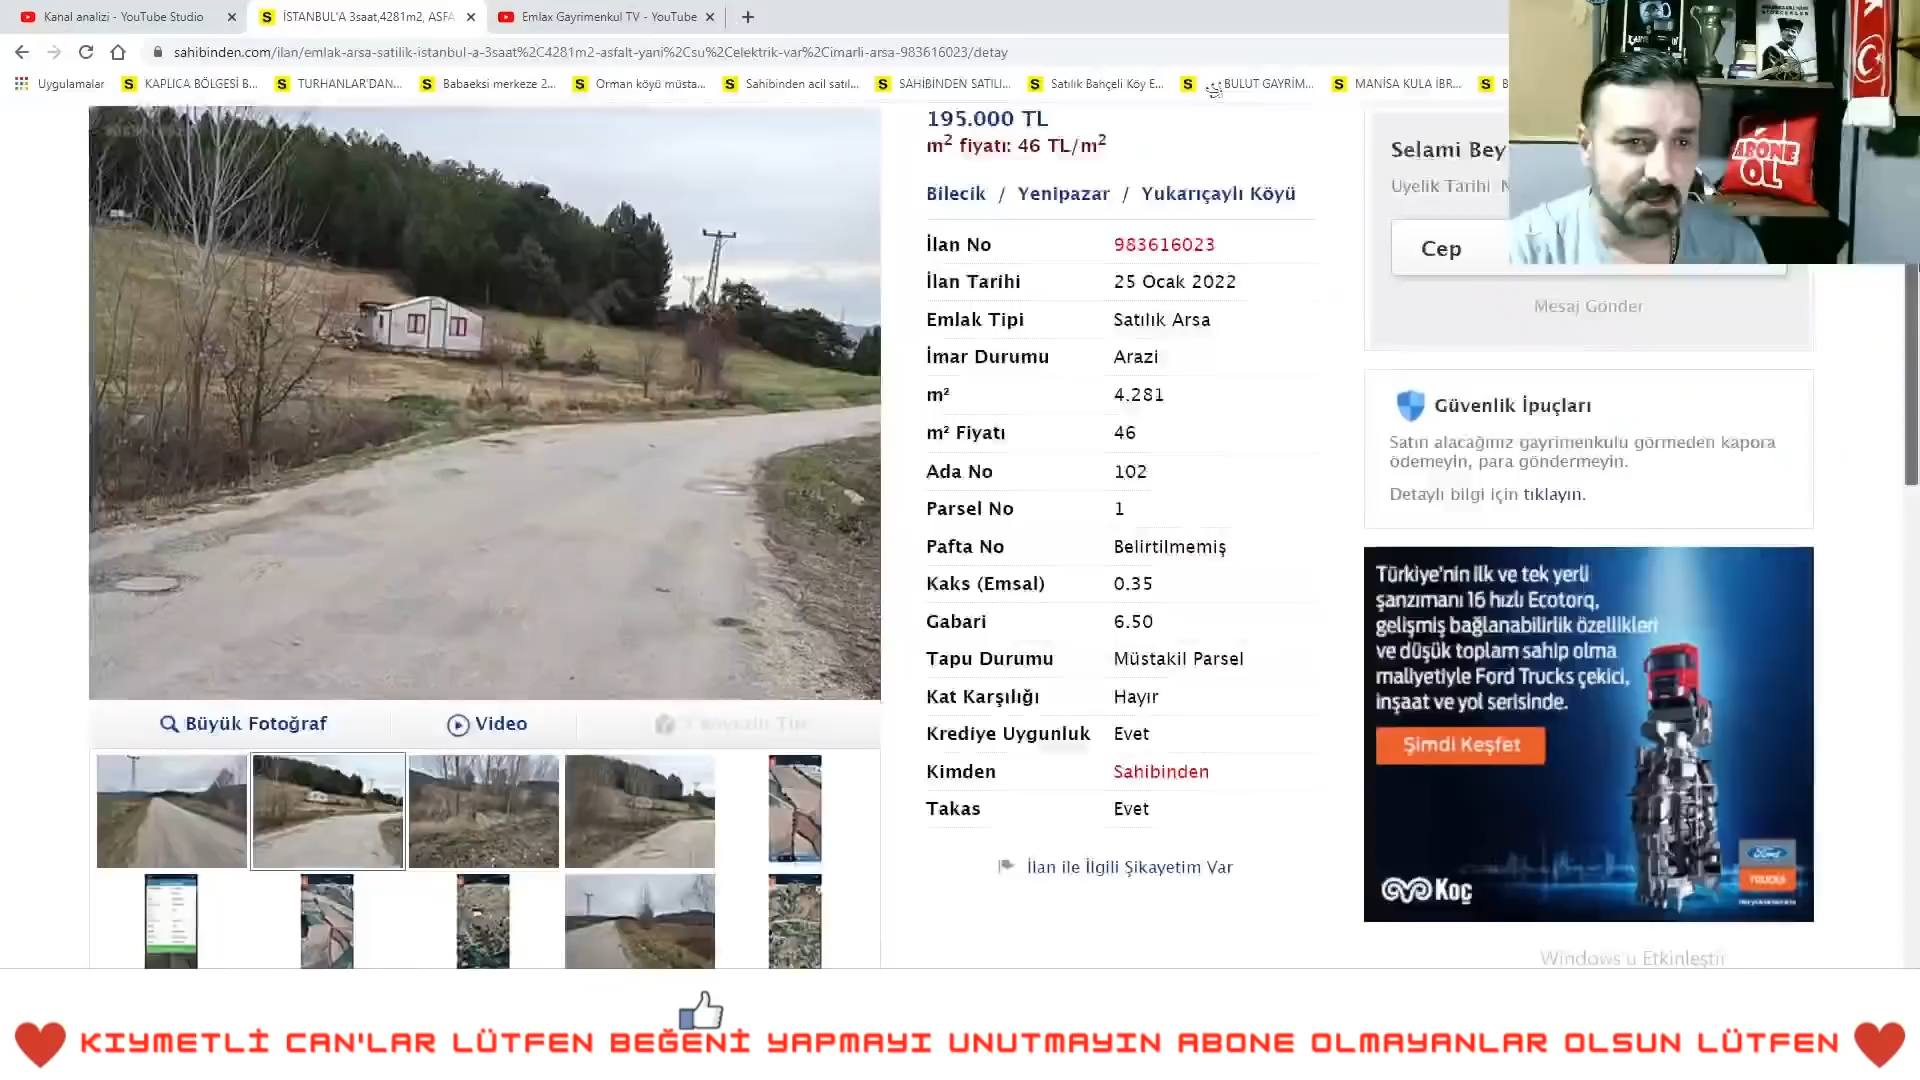 Kanal analizi - YouTube Studio
İSTANBUL'A 3saat,4281m2, ASFA
Emlax Gayrimenkul TV - YouTube
sahibinden.com/ilan/emlak-arsa-satilik-istanbul-a-3saat%2C4281m2-asfalt-yani%2Csu%2Celektrik-var%2Cimarli-arsa-983616023/detay
Uygulamalar
KAPLICA BÖLGESİ B...
TURHANLAR'DAN...
Babaeksi merkeze 2...
Orman köyü müsta...
Sahibinden acil satıl...
SAHİBİNDEN SATILI...
Satılık Bahçeli Köy E...
BULUT GAYRİM...
MANİSA KULA İBR...
195.000 TL
m² fiyatı: 46 TL/m²
Bilecik / Yenipazar / Yukarıçaylı Köyü
İlan No 983616023
İlan Tarihi 25 Ocak 2022
Emlak Tipi Satılık Arsa
İmar Durumu Arazi
m² 4.281
m² Fiyatı 46
Ada No 102
Parsel No 1
Pafta No Belirtilmemiş
Kaks (Emsal) 0.35
Gabari 6.50
Tapu Durumu Müstakil Parsel
Kat Karşılığı Hayır
Krediye Uygunluk Evet
Kimden Sahibinden
Takas Evet
İlan ile İlgili Şikayetim Var
Büyük Fotoğraf
Video
Selami Bey
Üyelik Tarihi
Cep
Mesaj Gönder
ABONE
OL
Güvenlik İpuçları
Satın alacağınız gayrimenkulü görmeden kapora
ödemeyin, para göndermeyin.
Detaylı bilgi için tıklayın.
Türkiye'nin ilk ve tek yerli
şanzımanı 16 hızlı Ecotorq,
gelişmiş bağlanabilirlik özellikleri
ve düşük toplam sahip olma
maliyetiyle Ford Trucks çekici,
inşaat ve yol serisinde.
Şimdi Keşfet
Koç
Ford
TRUCKS
Windows'u Etkinleştir
KIYMETLİ CAN'LAR LÜTFEN BEĞENİ YAPMAYI UNUTMAYIN ABONE OLMAYANLAR OLSUN LÜTFEN